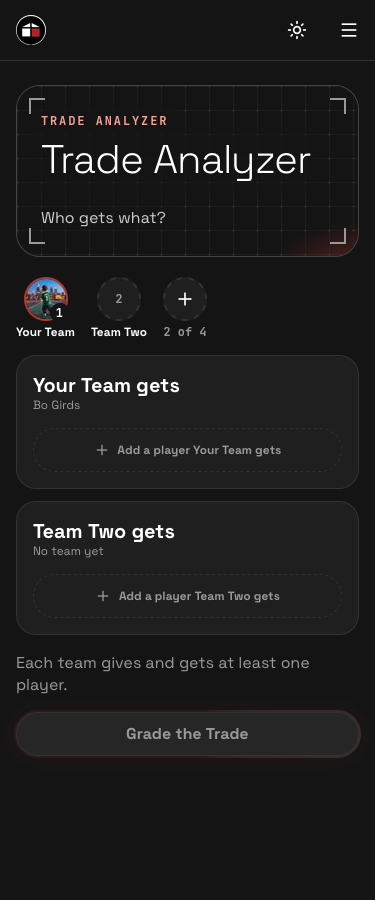 TRADE ANALYZER
Trade Analyzer
Who gets what?
1
2
Your Team
Team Two
2 of 4
Your Team gets
Bo Girds
Add a player Your Team gets
Team Two gets
No team yet
Add a player Team Two gets
Each team gives and gets at least one
player.
Grade the Trade